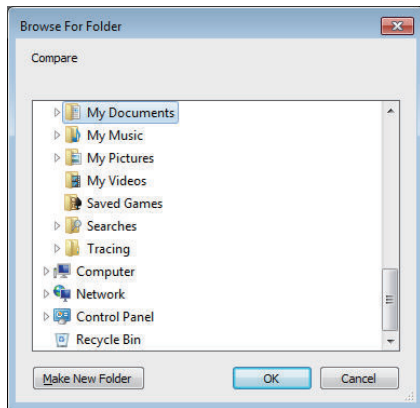 Browse For Folder
Compare
My Documents
My Music
My Pictures
My Videos
Saved Games
Searches
Tracing
Computer
Network
Control Panel
Recycle Bin
Make New Folder OK Cancel